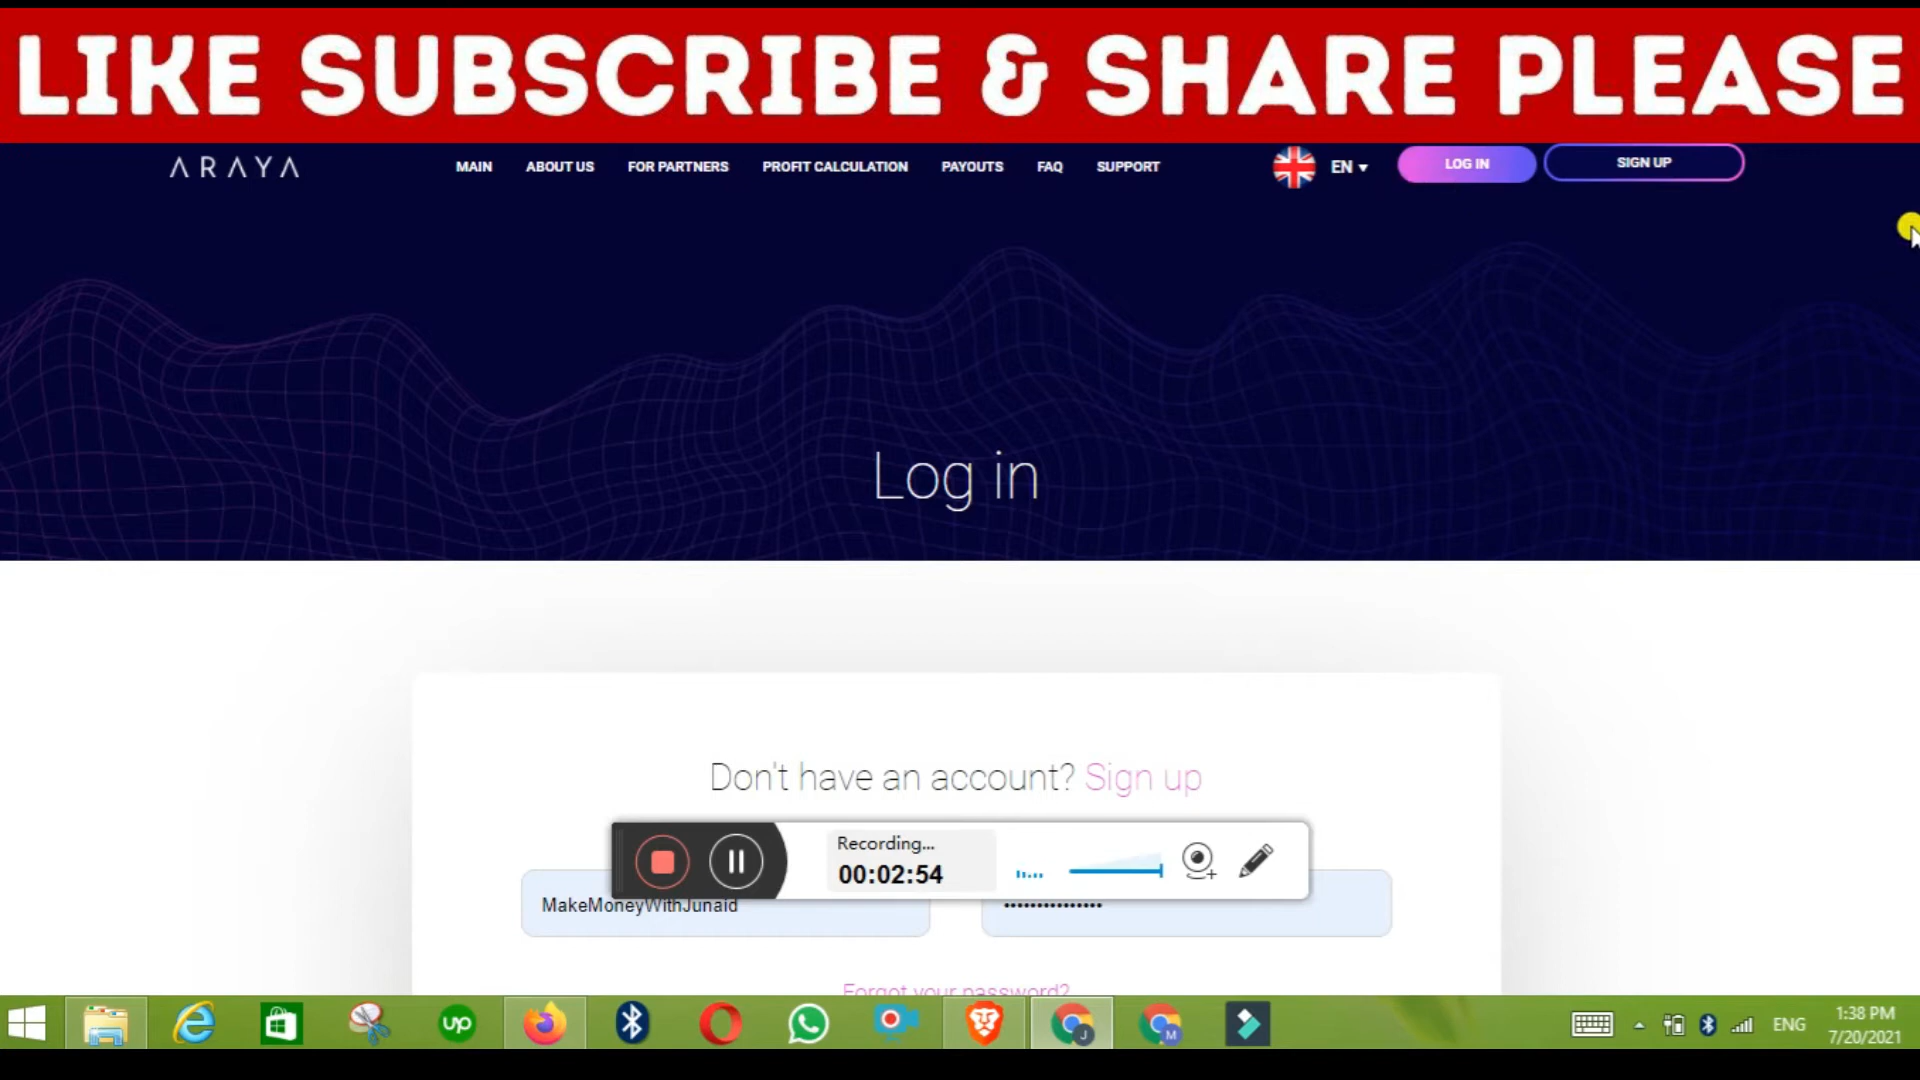 LIKE SUBSCRIBE & SHARE PLEASE
ARAYA MAIN ABOUT US FOR PARTNERS PROFIT CALCULATION PAYOUTS FAQ SUPPORT EN LOG IN SIGN UP
Log in
Don't have an account? Sign up
Recording...
00:02:54
MakeMoneyWithJunaid
Forgot your password?
up
J
M
ENG
1:38 PM
7/20/2021